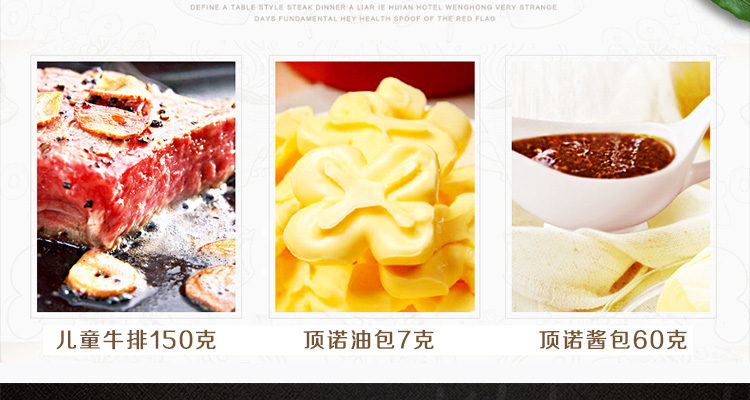 DEFINE A TABLE STYLE STEAK DINNER A LIAR IE HUIAN HOTEL WENGHONG VERY STRANGE
DAYS FUNDAMENTAL HEY HEALTH SPOOF OF THE RED FLAG
儿童牛排150克
顶诺油包7克
顶诺酱包60克